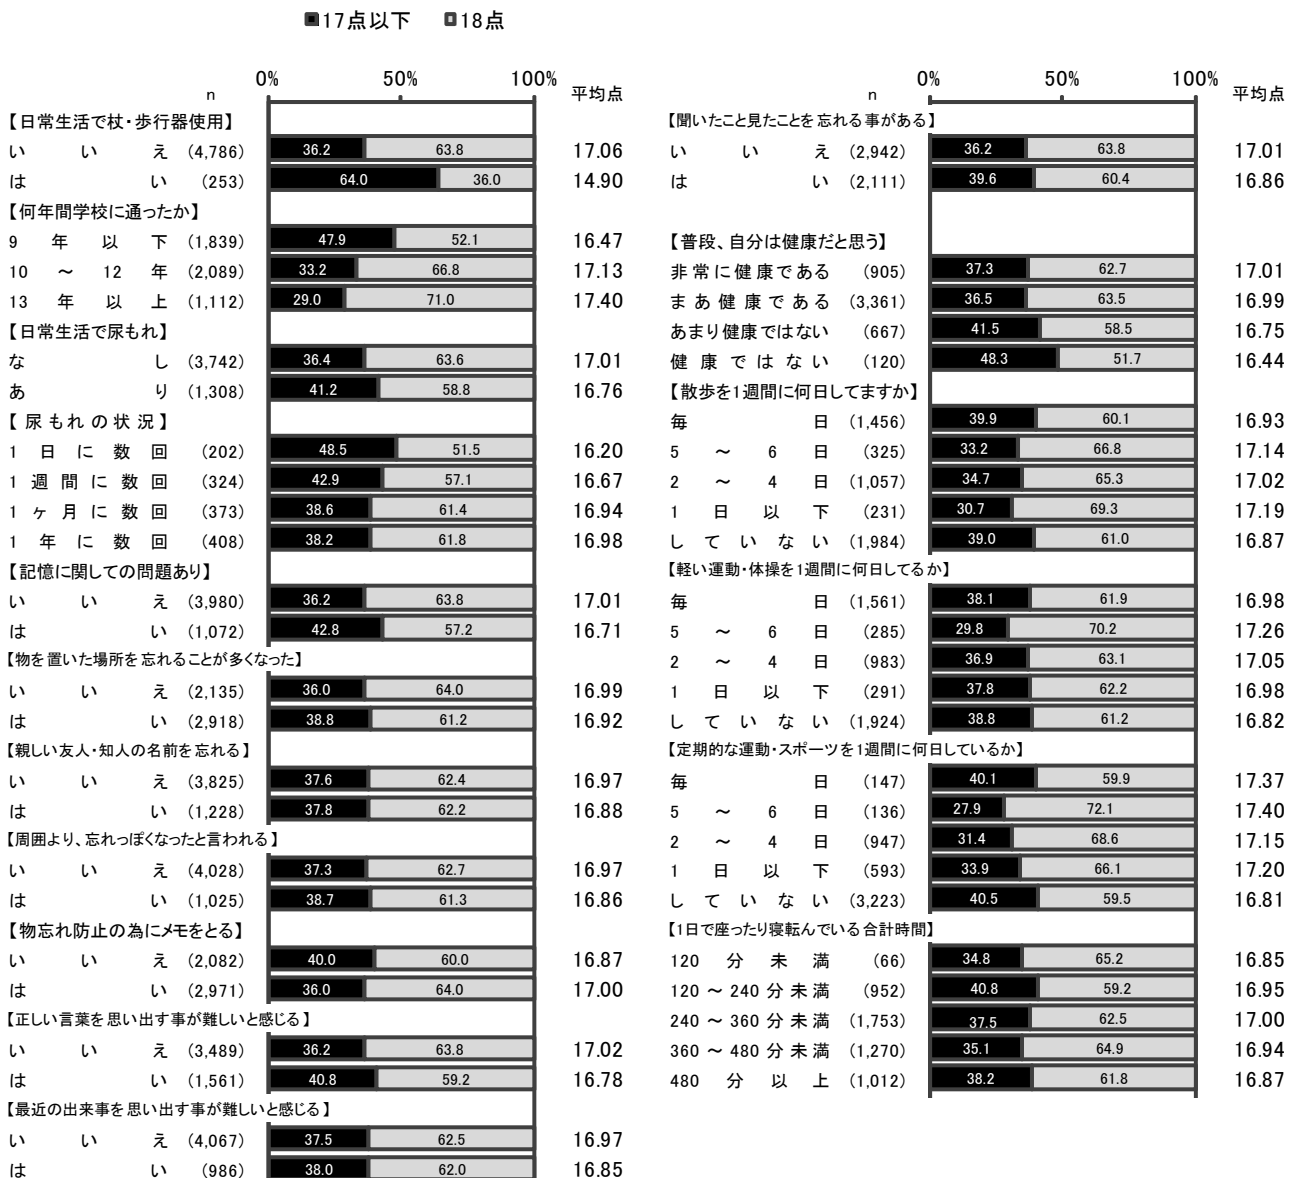 ■17点以下 ■18点
0% 50% 100%
n 平均点
【日常生活で杖・歩行器使用】
いいえ (4,786) 36.2 63.8 17.06
はい (253) 64.0 36.0 14.90
【何年間学校に通ったか】
9年以下 (1,839) 47.9 52.1 16.47
10～12年 (2,089) 33.2 66.8 17.13
13年以上 (1,112) 29.0 71.0 17.40
【日常生活で尿もれ】
なし (3,742) 36.4 63.6 17.01
あり (1,308) 41.2 58.8 16.76
【尿もれの状況】
1日に数回 (202) 48.5 51.5 16.20
1週間に数回 (324) 42.9 57.1 16.67
1ヶ月に数回 (373) 38.6 61.4 16.94
1年に数回 (408) 38.2 61.8 16.98
【記憶に関しての問題あり】
いいえ (3,980) 36.2 63.8 17.01
はい (1,072) 42.8 57.2 16.71
【物を置いた場所を忘れることが多くなった】
いいえ (2,135) 36.0 64.0 16.99
はい (2,918) 38.8 61.2 16.92
【親しい友人・知人の名前を忘れる】
いいえ (3,825) 37.6 62.4 16.97
はい (1,228) 37.8 62.2 16.88
【周囲より、忘れっぽくなったと言われる】
いいえ (4,028) 37.3 62.7 16.97
はい (1,025) 38.7 61.3 16.86
【物忘れ防止の為にメモをとる】
いいえ (2,082) 40.0 60.0 16.87
はい (2,971) 36.0 64.0 17.00
【正しい言葉を思い出す事が難しいと感じる】
いいえ (3,489) 36.2 63.8 17.02
はい (1,561) 40.8 59.2 16.78
【最近の出来事を思い出す事が難しいと感じる】
いいえ (4,067) 37.5 62.5 16.97
はい (986) 38.0 62.0 16.85
0% 50% 100%
n 平均点
【聞いたこと見たことを忘れる事がある】
いいえ (2,942) 36.2 63.8 17.01
はい (2,111) 39.6 60.4 16.86
【普段、自分は健康だと思う】
非常に健康である (905) 37.3 62.7 17.01
まあ健康である (3,361) 36.5 63.5 16.99
あまり健康ではない (667) 41.5 58.5 16.75
健康ではない (120) 48.3 51.7 16.44
【散歩を1週間に何日してますか】
毎日 (1,456) 39.9 60.1 16.93
5～6日 (325) 33.2 66.8 17.14
2～4日 (1,057) 34.7 65.3 17.02
1日以下 (231) 30.7 69.3 17.19
していない (1,984) 39.0 61.0 16.87
【軽い運動・体操を1週間に何日してるか】
毎日 (1,561) 38.1 61.9 16.98
5～6日 (285) 29.8 70.2 17.26
2～4日 (983) 36.9 63.1 17.05
1日以下 (291) 37.8 62.2 16.98
していない (1,924) 38.8 61.2 16.82
【定期的な運動・スポーツを1週間に何日しているか】
毎日 (147) 40.1 59.9 17.37
5～6日 (136) 27.9 72.1 17.40
2～4日 (947) 31.4 68.6 17.15
1日以下 (593) 33.9 66.1 17.20
していない (3,223) 40.5 59.5 16.81
【1日で座ったり寝転んでいる合計時間】
120分未満 (66) 34.8 65.2 16.85
120～240分未満 (952) 40.8 59.2 16.95
240～360分未満 (1,753) 37.5 62.5 17.00
360～480分未満 (1,270) 35.1 64.9 16.94
480分以上 (1,012) 38.2 61.8 16.87